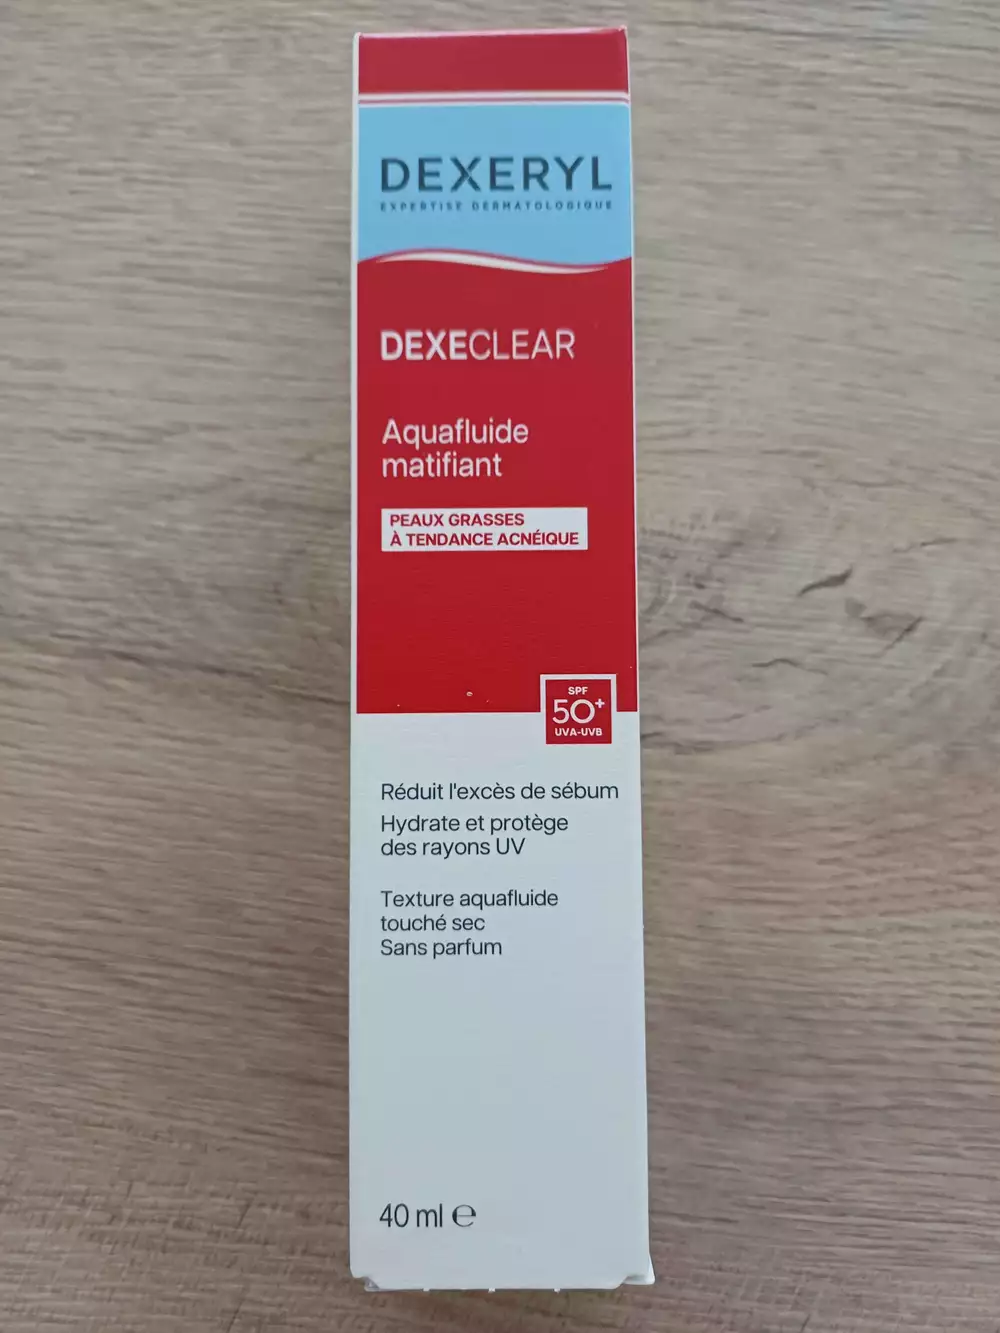 DEXERYL
EXPERTISE DERMATOLOGIQUE
DEXECLEAR
Aquafluide
matifiant
PEAUX GRASSES
À TENDANCE ACNÉIQUE
SPF
50+
UVA-UVB
Réduit l'excès de sébum
Hydrate et protège
des rayons UV
Texture aquafluide
touché sec
Sans parfum
40 ml ℮